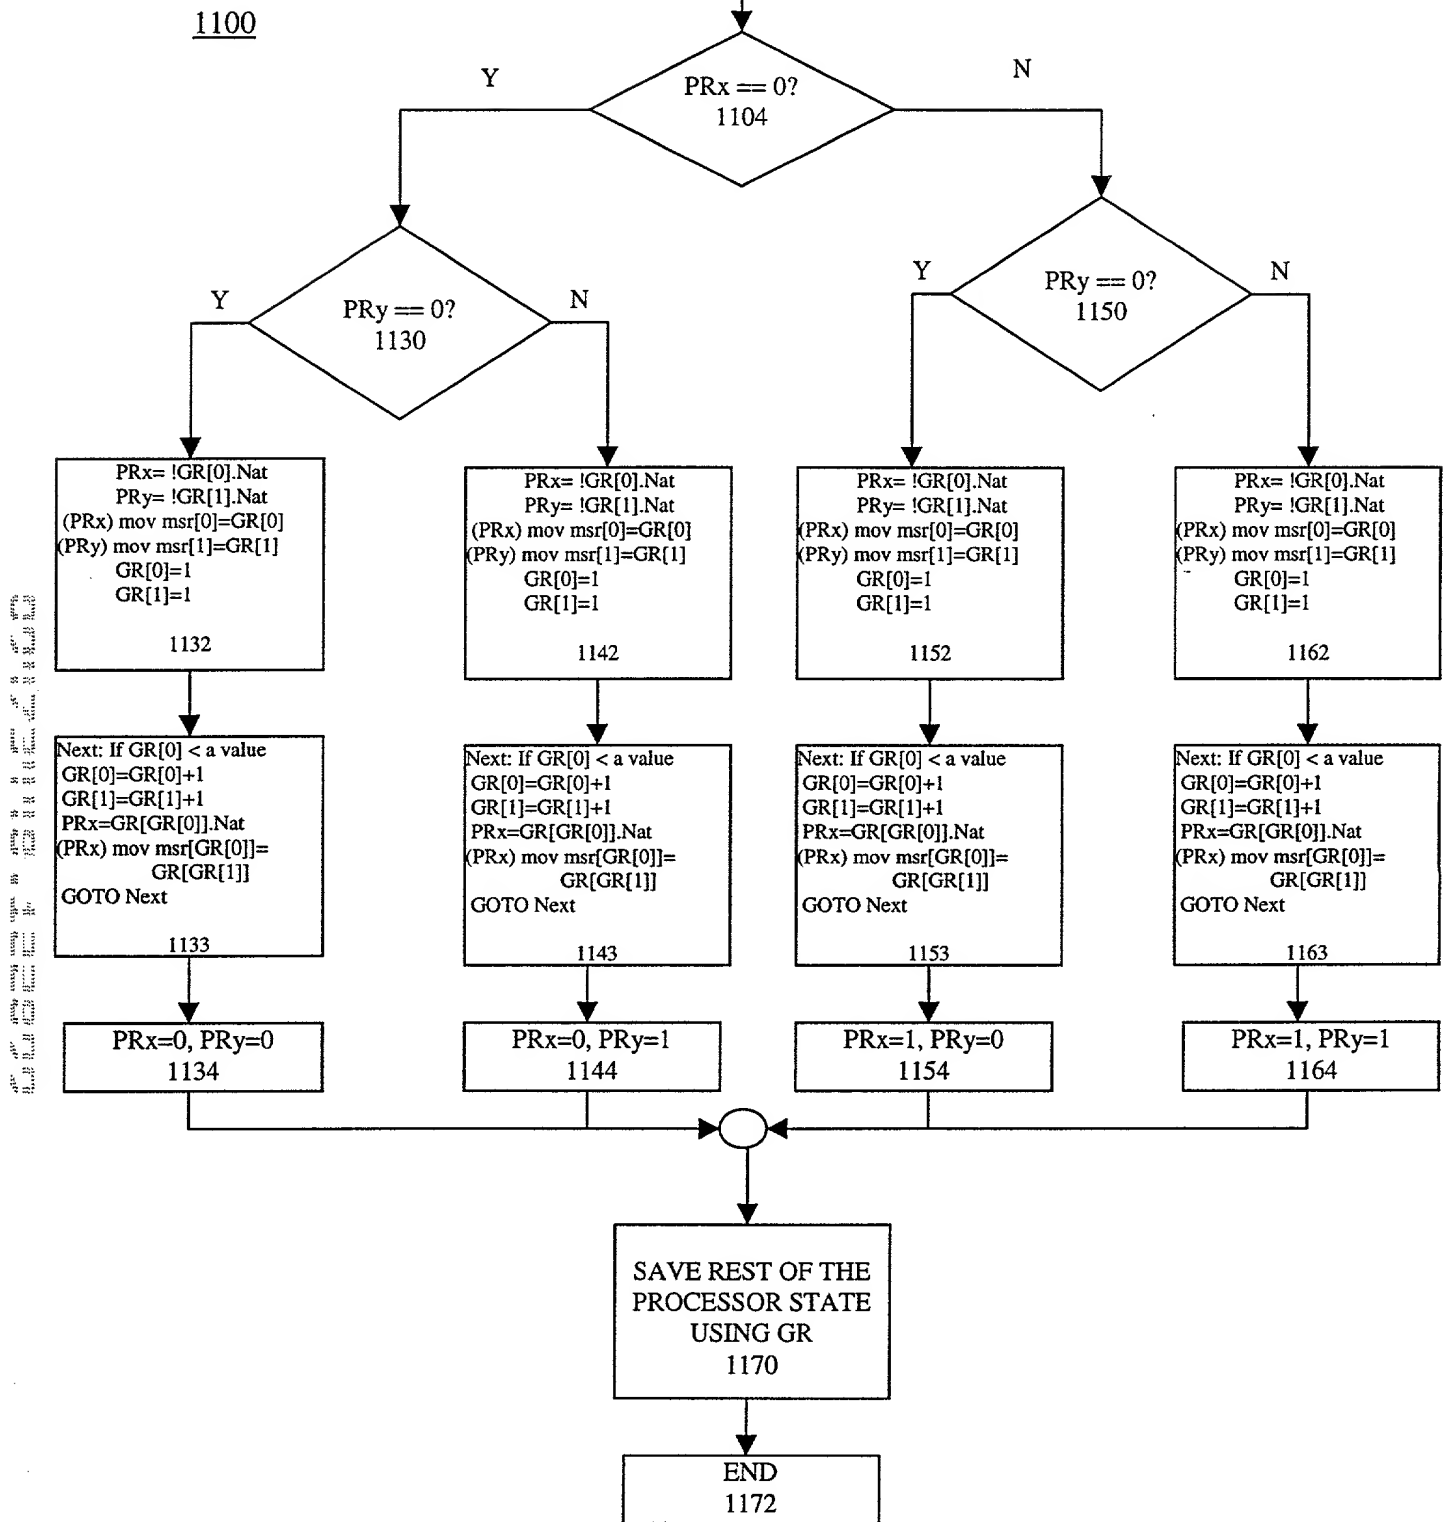 1100
PRx == 0?
1104
Y
N
PRy == 0?
1130
Y
N
PRy == 0?
1150
Y
N
PRx= !GR[0].Nat
PRy= !GR[1].Nat
(PRx) mov msr[0]=GR[0]
(PRy) mov msr[1]=GR[1]
GR[0]=1
GR[1]=1
1132
PRx= !GR[0].Nat
PRy= !GR[1].Nat
(PRx) mov msr[0]=GR[0]
(PRy) mov msr[1]=GR[1]
GR[0]=1
GR[1]=1
1142
PRx= !GR[0].Nat
PRy= !GR[1].Nat
(PRx) mov msr[0]=GR[0]
(PRy) mov msr[1]=GR[1]
GR[0]=1
GR[1]=1
1152
PRx= !GR[0].Nat
PRy= !GR[1].Nat
(PRx) mov msr[0]=GR[0]
(PRy) mov msr[1]=GR[1]
GR[0]=1
GR[1]=1
1162
Next: If GR[0] < a value
GR[0]=GR[0]+1
GR[1]=GR[1]+1
PRx=GR[GR[0]].Nat
(PRx) mov msr[GR[0]]=
GR[GR[1]]
GOTO Next
1133
Next: If GR[0] < a value
GR[0]=GR[0]+1
GR[1]=GR[1]+1
PRx=GR[GR[0]].Nat
(PRx) mov msr[GR[0]]=
GR[GR[1]]
GOTO Next
1143
Next: If GR[0] < a value
GR[0]=GR[0]+1
GR[1]=GR[1]+1
PRx=GR[GR[0]].Nat
(PRx) mov msr[GR[0]]=
GR[GR[1]]
GOTO Next
1153
Next: If GR[0] < a value
GR[0]=GR[0]+1
GR[1]=GR[1]+1
PRx=GR[GR[0]].Nat
(PRx) mov msr[GR[0]]=
GR[GR[1]]
GOTO Next
1163
PRx=0, PRy=0
1134
PRx=0, PRy=1
1144
PRx=1, PRy=0
1154
PRx=1, PRy=1
1164
SAVE REST OF THE
PROCESSOR STATE
USING GR
1170
END
1172